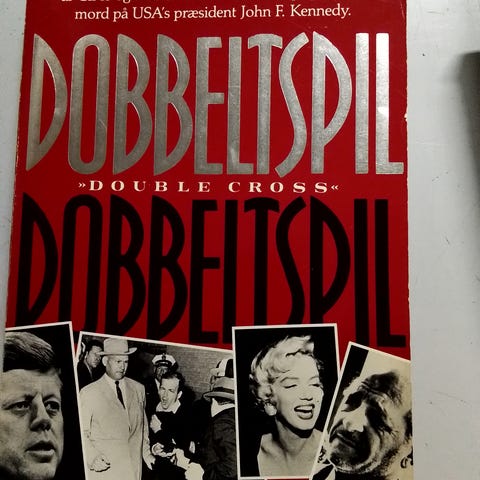 mord på USA's præsident John F. Kennedy.
DOBBELTSPIL
»DOUBLE CROSS«
DOBBELTSPIL